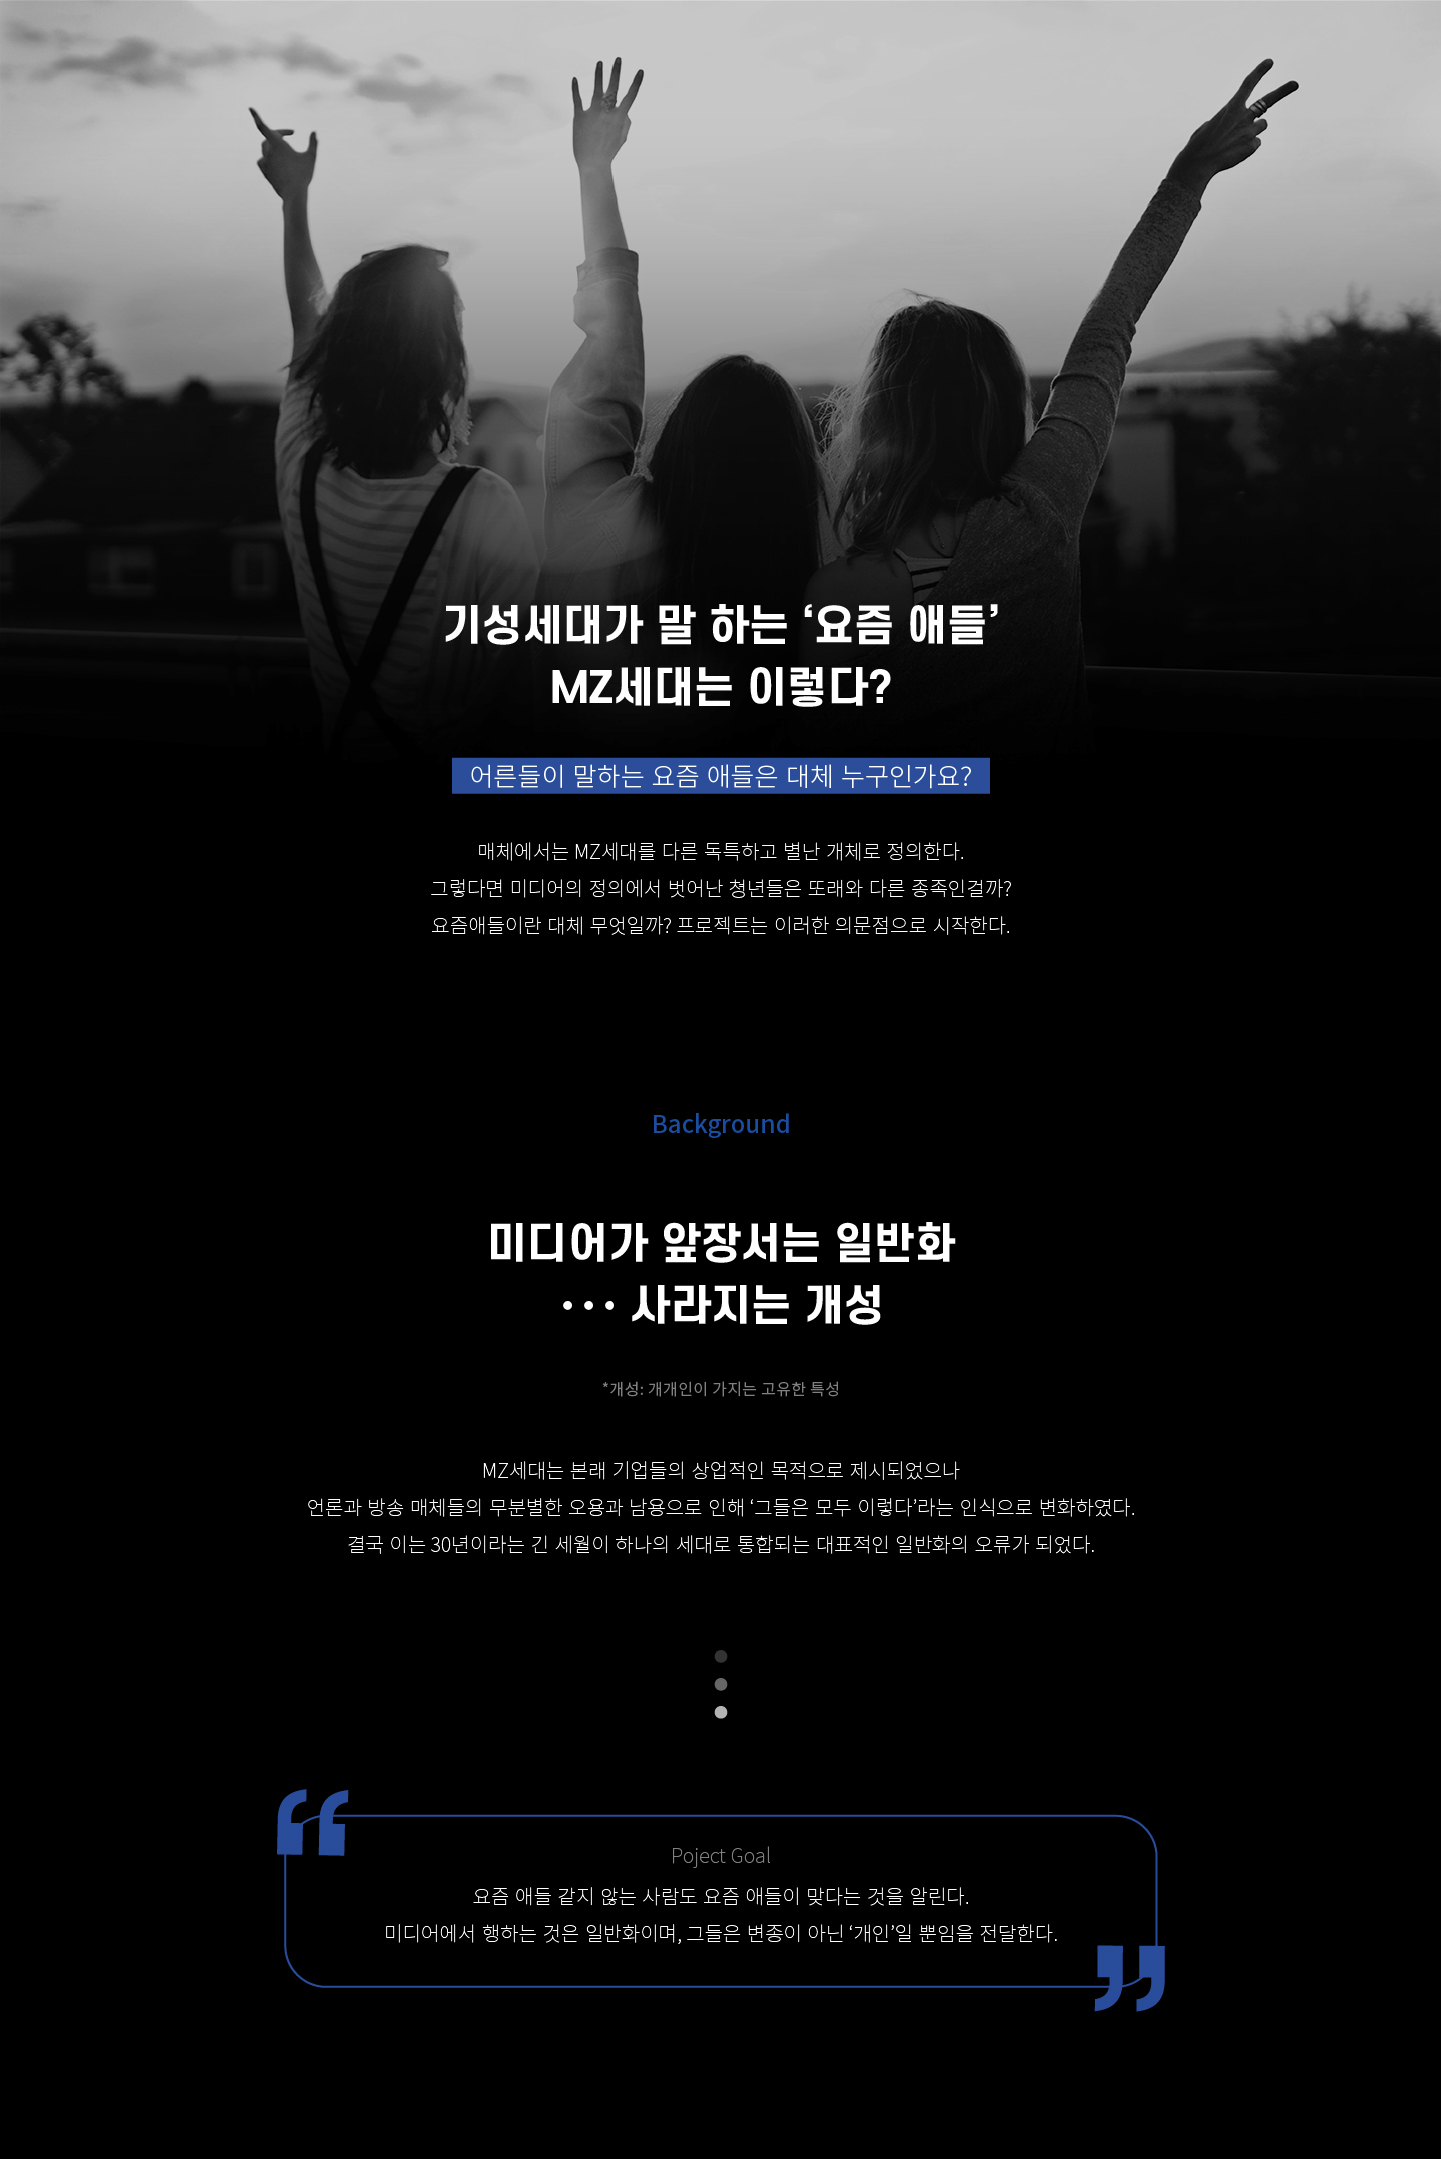 기성세대가 말 하는 ‘요즘 애들’
MZ세대는 이렇다?
어른들이 말하는 요즘 애들은 대체 누구인가요?
매체에서는 MZ세대를 다른 독특하고 별난 개체로 정의한다.
그렇다면 미디어의 정의에서 벗어난 청년들은 또래와 다른 종족인걸까?
요즘애들이란 대체 무엇일까? 프로젝트는 이러한 의문점으로 시작한다.
Background
미디어가 앞장서는 일반화
··· 사라지는 개성
*개성: 개개인이 가지는 고유한 특성
MZ세대는 본래 기업들의 상업적인 목적으로 제시되었으나
언론과 방송 매체들의 무분별한 오용과 남용으로 인해 ‘그들은 모두 이렇다’라는 인식으로 변화하였다.
결국 이는 30년이라는 긴 세월이 하나의 세대로 통합되는 대표적인 일반화의 오류가 되었다.
Poject Goal
요즘 애들 같지 않는 사람도 요즘 애들이 맞다는 것을 알린다.
미디어에서 행하는 것은 일반화이며, 그들은 변종이 아닌 ‘개인’일 뿐임을 전달한다.